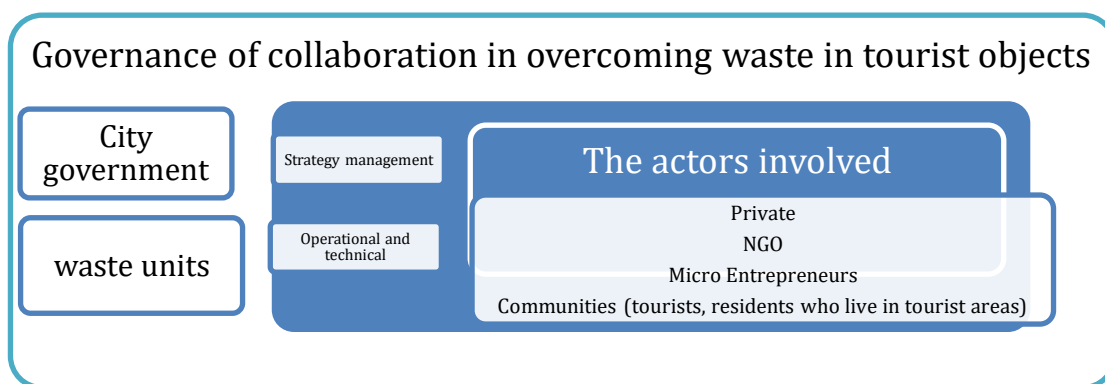 Governance of collaboration in overcoming waste in tourist objects
City
government
waste units
Strategy management
Operational and
technical
The actors involved
Private
NGO
Micro Entrepreneurs
Communities (tourists, residents who live in tourist areas)